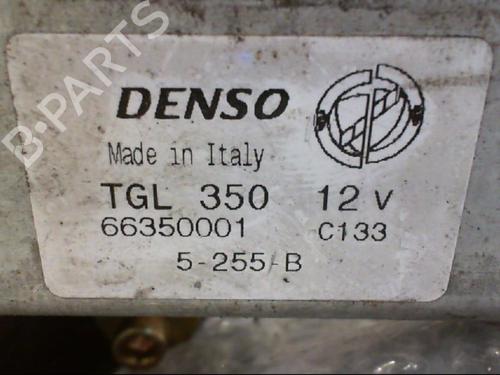 B-PARTS
DENSO
Made in Italy
TGL 350 12 V
66350001 C133
5-255-B